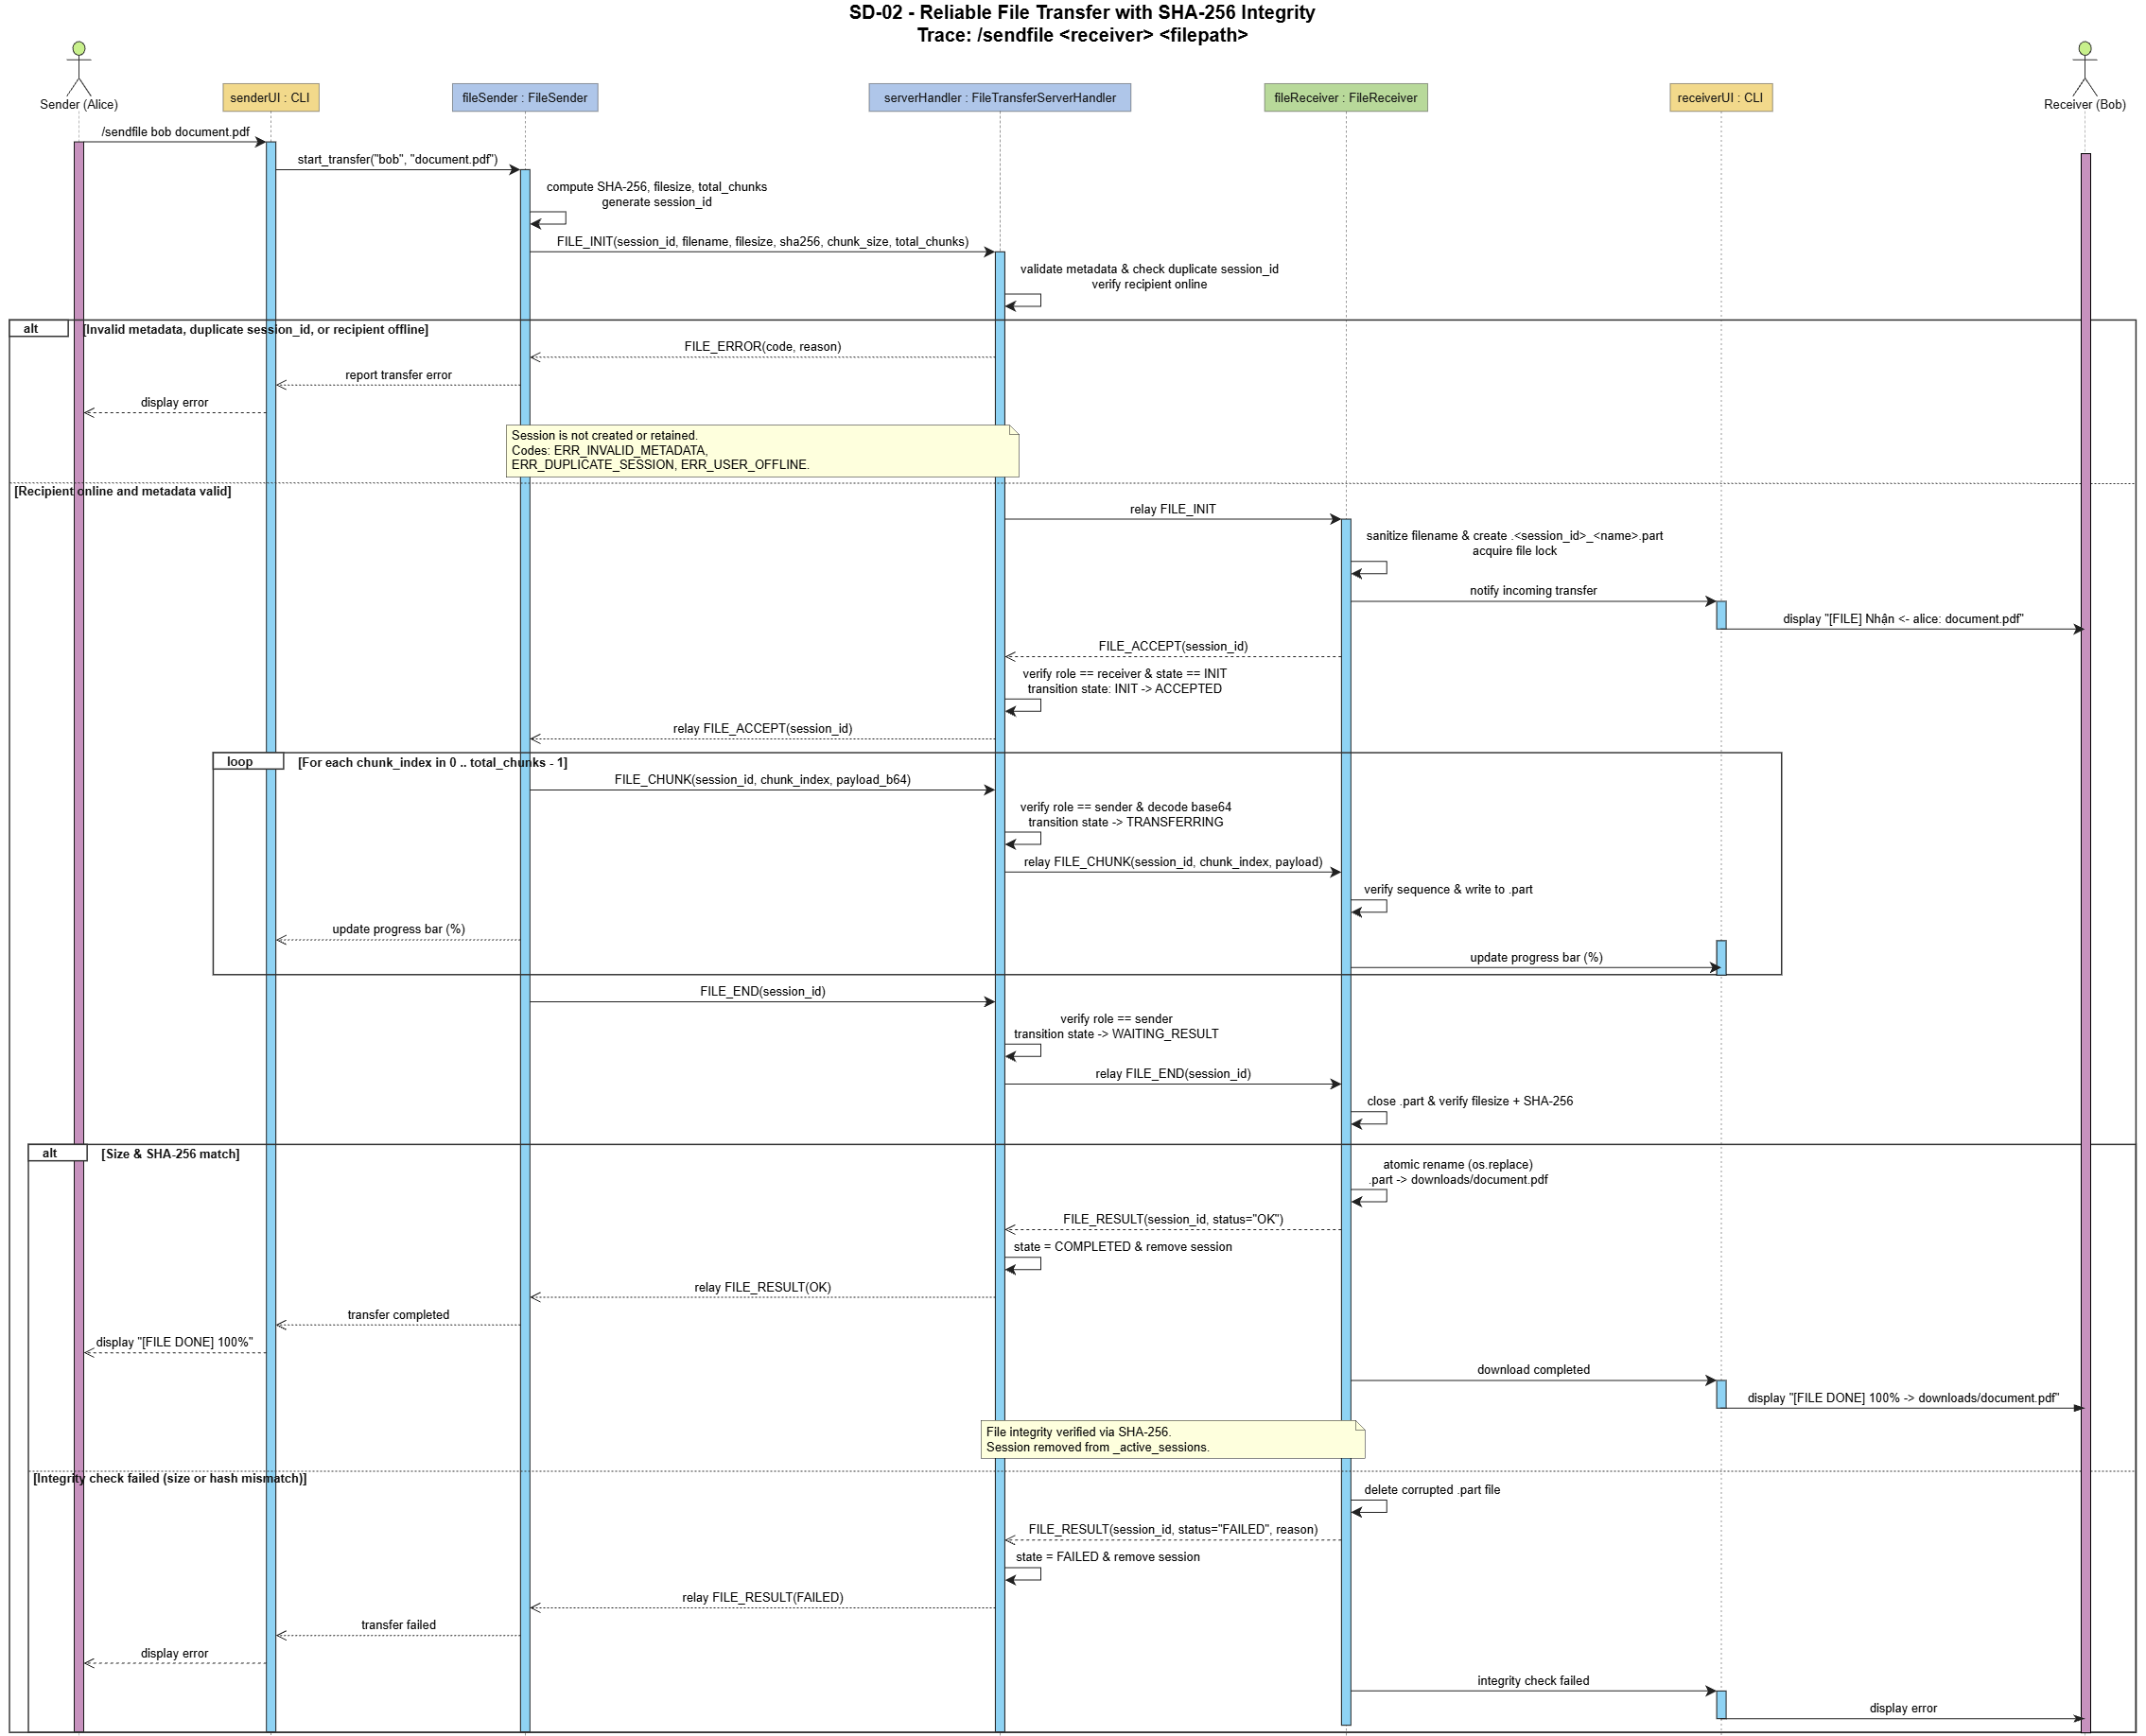 SD-02 - Reliable File Transfer with SHA-256 Integrity
Trace: /sendfile <receiver> <filepath>
Sender (Alice)
senderUI : CLI
fileSender : FileSender
serverHandler : FileTransferServerHandler
fileReceiver : FileReceiver
receiverUI : CLI
Receiver (Bob)
/sendfile bob document.pdf
start_transfer("bob", "document.pdf")
compute SHA-256, filesize, total_chunks
generate session_id
FILE_INIT(session_id, filename, filesize, sha256, chunk_size, total_chunks)
validate metadata & check duplicate session_id
verify recipient online
alt
[Invalid metadata, duplicate session_id, or recipient offline]
FILE_ERROR(code, reason)
report transfer error
display error
Session is not created or retained.
Codes: ERR_INVALID_METADATA,
ERR_DUPLICATE_SESSION, ERR_USER_OFFLINE.
[Recipient online and metadata valid]
relay FILE_INIT
sanitize filename & create .<session_id>_<name>.part
acquire file lock
notify incoming transfer
display "[FILE] Nhận <- alice: document.pdf"
FILE_ACCEPT(session_id)
verify role == receiver & state == INIT
transition state: INIT -> ACCEPTED
relay FILE_ACCEPT(session_id)
loop
[For each chunk_index in 0 .. total_chunks - 1]
FILE_CHUNK(session_id, chunk_index, payload_b64)
verify role == sender & decode base64
transition state -> TRANSFERRING
relay FILE_CHUNK(session_id, chunk_index, payload)
verify sequence & write to .part
update progress bar (%)
update progress bar (%)
FILE_END(session_id)
verify role == sender
transition state -> WAITING_RESULT
relay FILE_END(session_id)
close .part & verify filesize + SHA-256
alt
[Size & SHA-256 match]
atomic rename (os.replace)
.part -> downloads/document.pdf
FILE_RESULT(session_id, status="OK")
state = COMPLETED & remove session
relay FILE_RESULT(OK)
transfer completed
display "[FILE DONE] 100%"
download completed
display "[FILE DONE] 100% -> downloads/document.pdf"
File integrity verified via SHA-256.
Session removed from _active_sessions.
[Integrity check failed (size or hash mismatch)]
delete corrupted .part file
FILE_RESULT(session_id, status="FAILED", reason)
state = FAILED & remove session
relay FILE_RESULT(FAILED)
transfer failed
display error
integrity check failed
display error